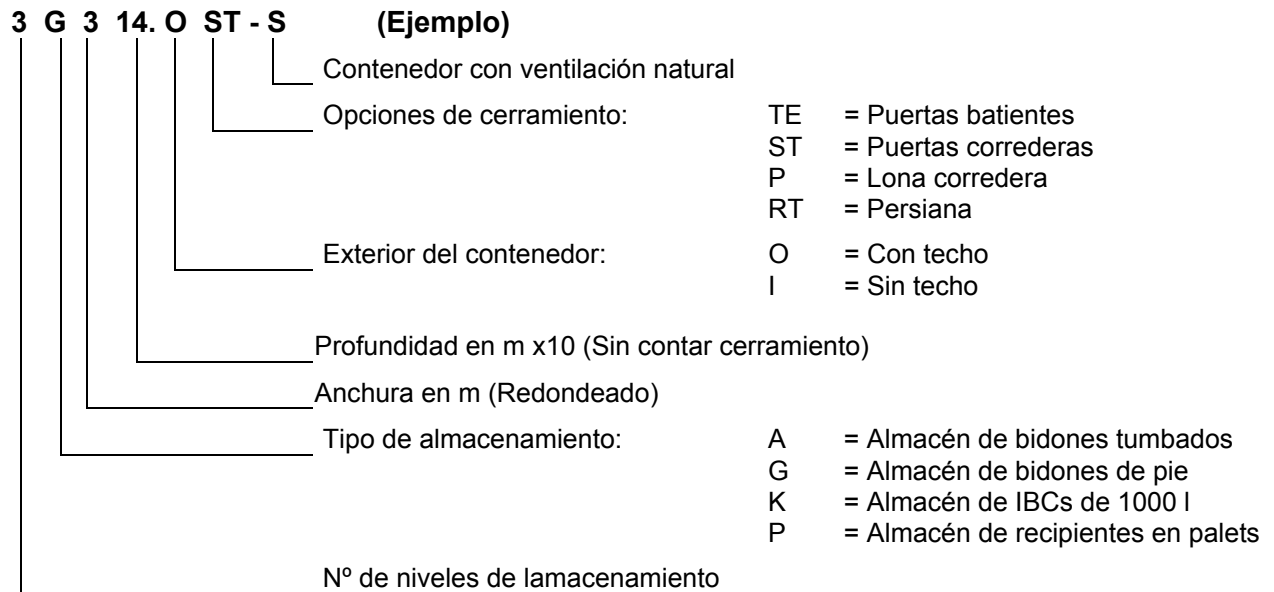 3 G 3 14. O ST - S (Ejemplo)
Contenedor con ventilación natural
Opciones de cerramiento: TE = Puertas batientes
ST = Puertas correderas
P = Lona corredera
RT = Persiana
Exterior del contenedor: O = Con techo
I = Sin techo
Profundidad en m x10 (Sin contar cerramiento)
Anchura en m (Redondeado)
Tipo de almacenamiento: A = Almacén de bidones tumbados
G = Almacén de bidones de pie
K = Almacén de IBCs de 1000 l
P = Almacén de recipientes en palets
Nº de niveles de lamacenamiento